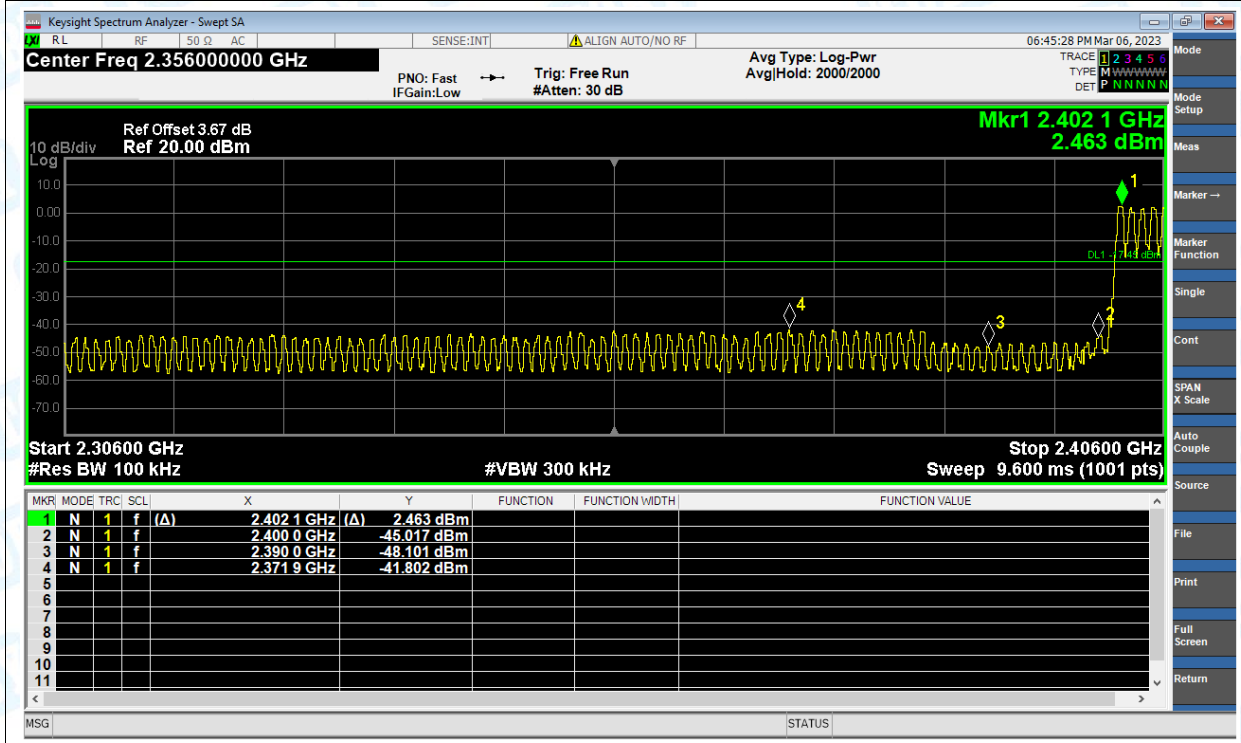 Keysight Spectrum Analyzer - Swept SA
LXI RL RF 50 Ω AC SENSE:INT ALIGN AUTO/NO RF 06:45:28 PM Mar 06, 2023
Center Freq 2.356000000 GHz
PNO: Fast
IFGain:Low
Trig: Free Run
#Atten: 30 dB
Avg Type: Log-Pwr
Avg|Hold: 2000/2000
TRACE 1 2 3 4 5 6
TYPE M WWWWW
DET P N N N N N
Ref Offset 3.67 dB
10 dB/div Ref 20.00 dBm
Log
Mkr1 2.402 1 GHz
2.463 dBm
10.0
0.00
-10.0
-20.0
-30.0
-40.0
-50.0
-60.0
-70.0
1
DL1
dBm
4
3
2
Start 2.30600 GHz Stop 2.40600 GHz
#Res BW 100 kHz #VBW 300 kHz Sweep 9.600 ms (1001 pts)
MKR MODE TRC SCL X Y FUNCTION FUNCTION WIDTH FUNCTION VALUE
1 N 1 f (Δ) 2.402 1 GHz (Δ) 2.463 dBm
2 N 1 f 2.400 0 GHz -45.017 dBm
3 N 1 f 2.390 0 GHz -48.101 dBm
4 N 1 f 2.371 9 GHz -41.802 dBm
5
6
7
8
9
10
11
MSG STATUS
Mode
Mode
Setup
Meas
Marker →
Marker
Function
Single
Cont
SPAN
X Scale
Auto
Couple
Source
File
Print
Full
Screen
Return